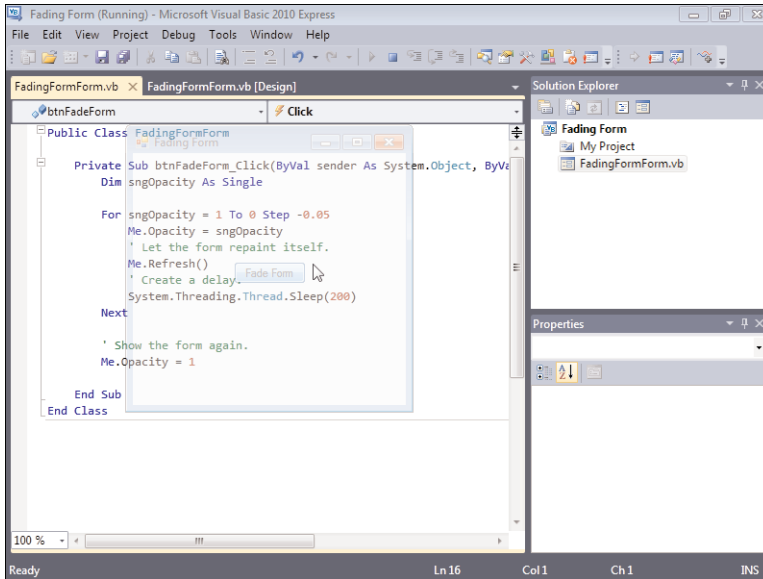 Fading Form (Running) - Microsoft Visual Basic 2010 Express
File Edit View Project Debug Tools Window Help
FadingFormForm.vb FadingFormForm.vb [Design]
btnFadeForm Click
Public Class FadingFormForm
Fading Form
Private Sub btnFadeForm_Click(ByVal sender As System.Object, ByVa
Dim sngOpacity As Single
For sngOpacity = 1 To 0 Step -0.05
Me.Opacity = sngOpacity
' Let the form repaint itself.
Me.Refresh()
' Create a delay.
Fade Form
System.Threading.Thread.Sleep(200)
Next
' Show the form again.
Me.Opacity = 1
End Sub
End Class
100 %
Solution Explorer
Fading Form
My Project
FadingFormForm.vb
Properties
Ready Ln 16 Col 1 Ch 1 INS